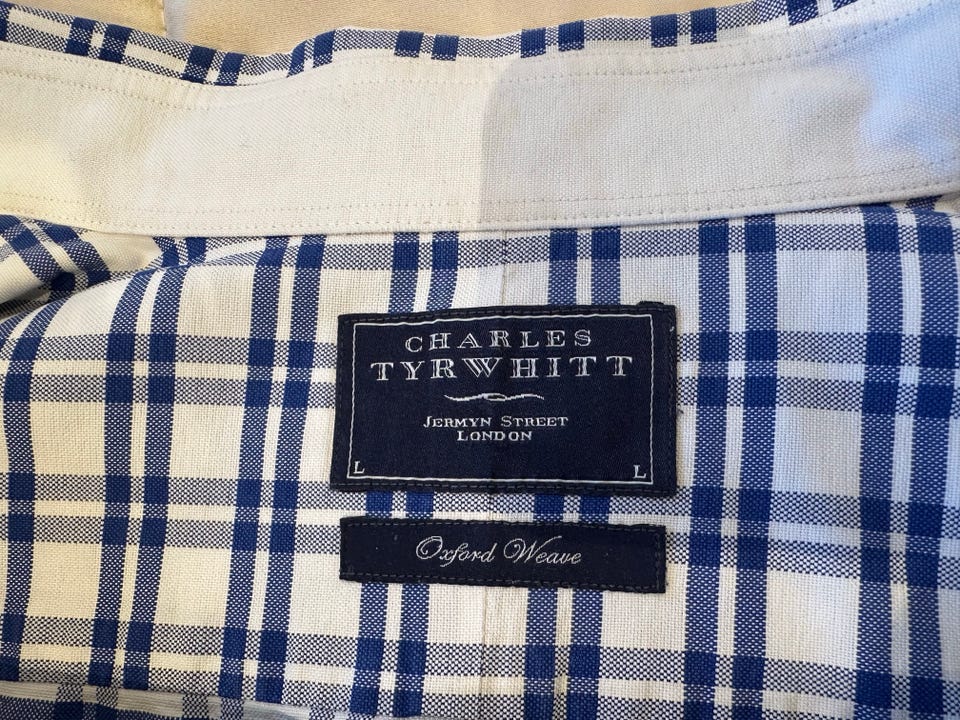 CHARLES
TYRWHITT
JERMYN STREET
LONDON
L L
Oxford Weave